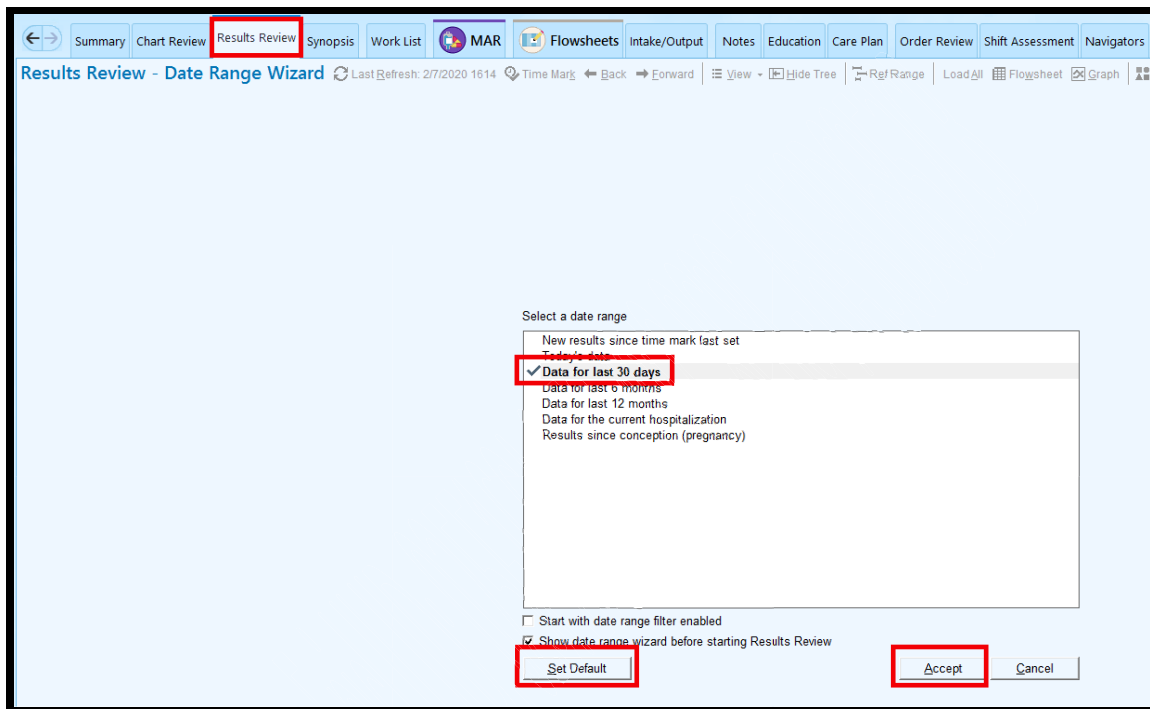 Summary Chart Review Results Review Synopsis Work List MAR Flowsheets Intake/Output Notes Education Care Plan Order Review Shift Assessment Navigators
Results Review - Date Range Wizard Last Refresh: 2/7/2020 1614 Time Mark Back Forward View Hide Tree Ref Range Load All Flowsheet Graph
Select a date range
New results since time mark last set
Today's data
Data for last 30 days
Data for last 6 months
Data for last 12 months
Data for the current hospitalization
Results since conception (pregnancy)
Start with date range filter enabled
Show date range wizard before starting Results Review
Set Default Accept Cancel